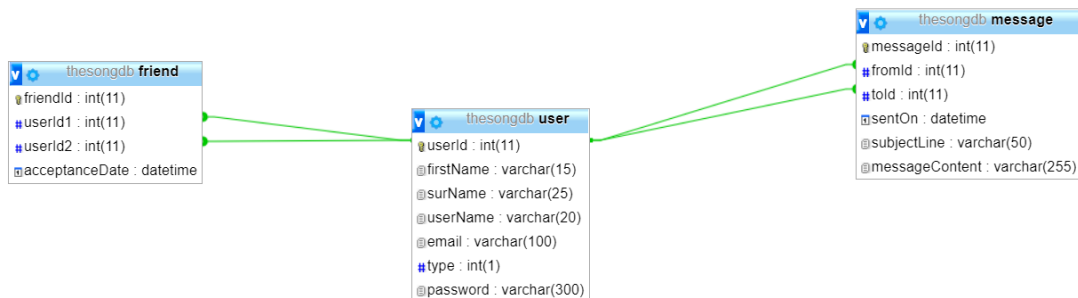 thesongdb friend
friendId : int(11)
userId1 : int(11)
userId2 : int(11)
acceptanceDate : datetime
thesongdb user
userId : int(11)
firstName : varchar(15)
surName : varchar(25)
userName : varchar(20)
email : varchar(100)
type : int(1)
password : varchar(300)
thesongdb message
messageId : int(11)
fromId : int(11)
toId : int(11)
sentOn : datetime
subjectLine : varchar(50)
messageContent : varchar(255)